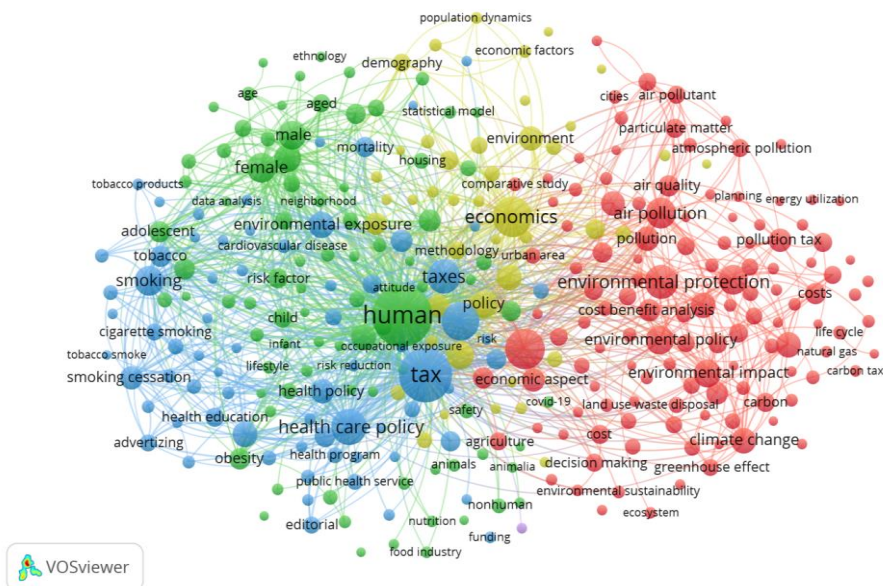 population dynamics
ethnology
demography
economic factors
age
aged
cities
air pollutant
statistical model
male
mortality
environment
particulate matter
housing
atmospheric pollution
female
tobacco products
comparative study
air quality
data analysis
neighborhood
planning
energy utilization
environmental exposure
economics
air pollution
adolescent
cardiovascular disease
methodology
urban area
pollution
pollution tax
tobacco
smoking
risk factor
taxes
attitude
environmental protection
costs
human
policy
cost benefit analysis
child
cigarette smoking
infant
occupational exposure
risk
environmental policy
life cycle
tobacco smoke
lifestyle
risk reduction
natural gas
smoking cessation
tax
economic aspect
environmental impact
carbon tax
health policy
covid-19
land use
waste disposal
carbon
health education
safety
health care policy
cost
climate change
advertizing
agriculture
obesity
health program
animals
animalia
decision making
greenhouse effect
public health service
environmental sustainability
nonhuman
editorial
nutrition
ecosystem
funding
food industry
VOSviewer